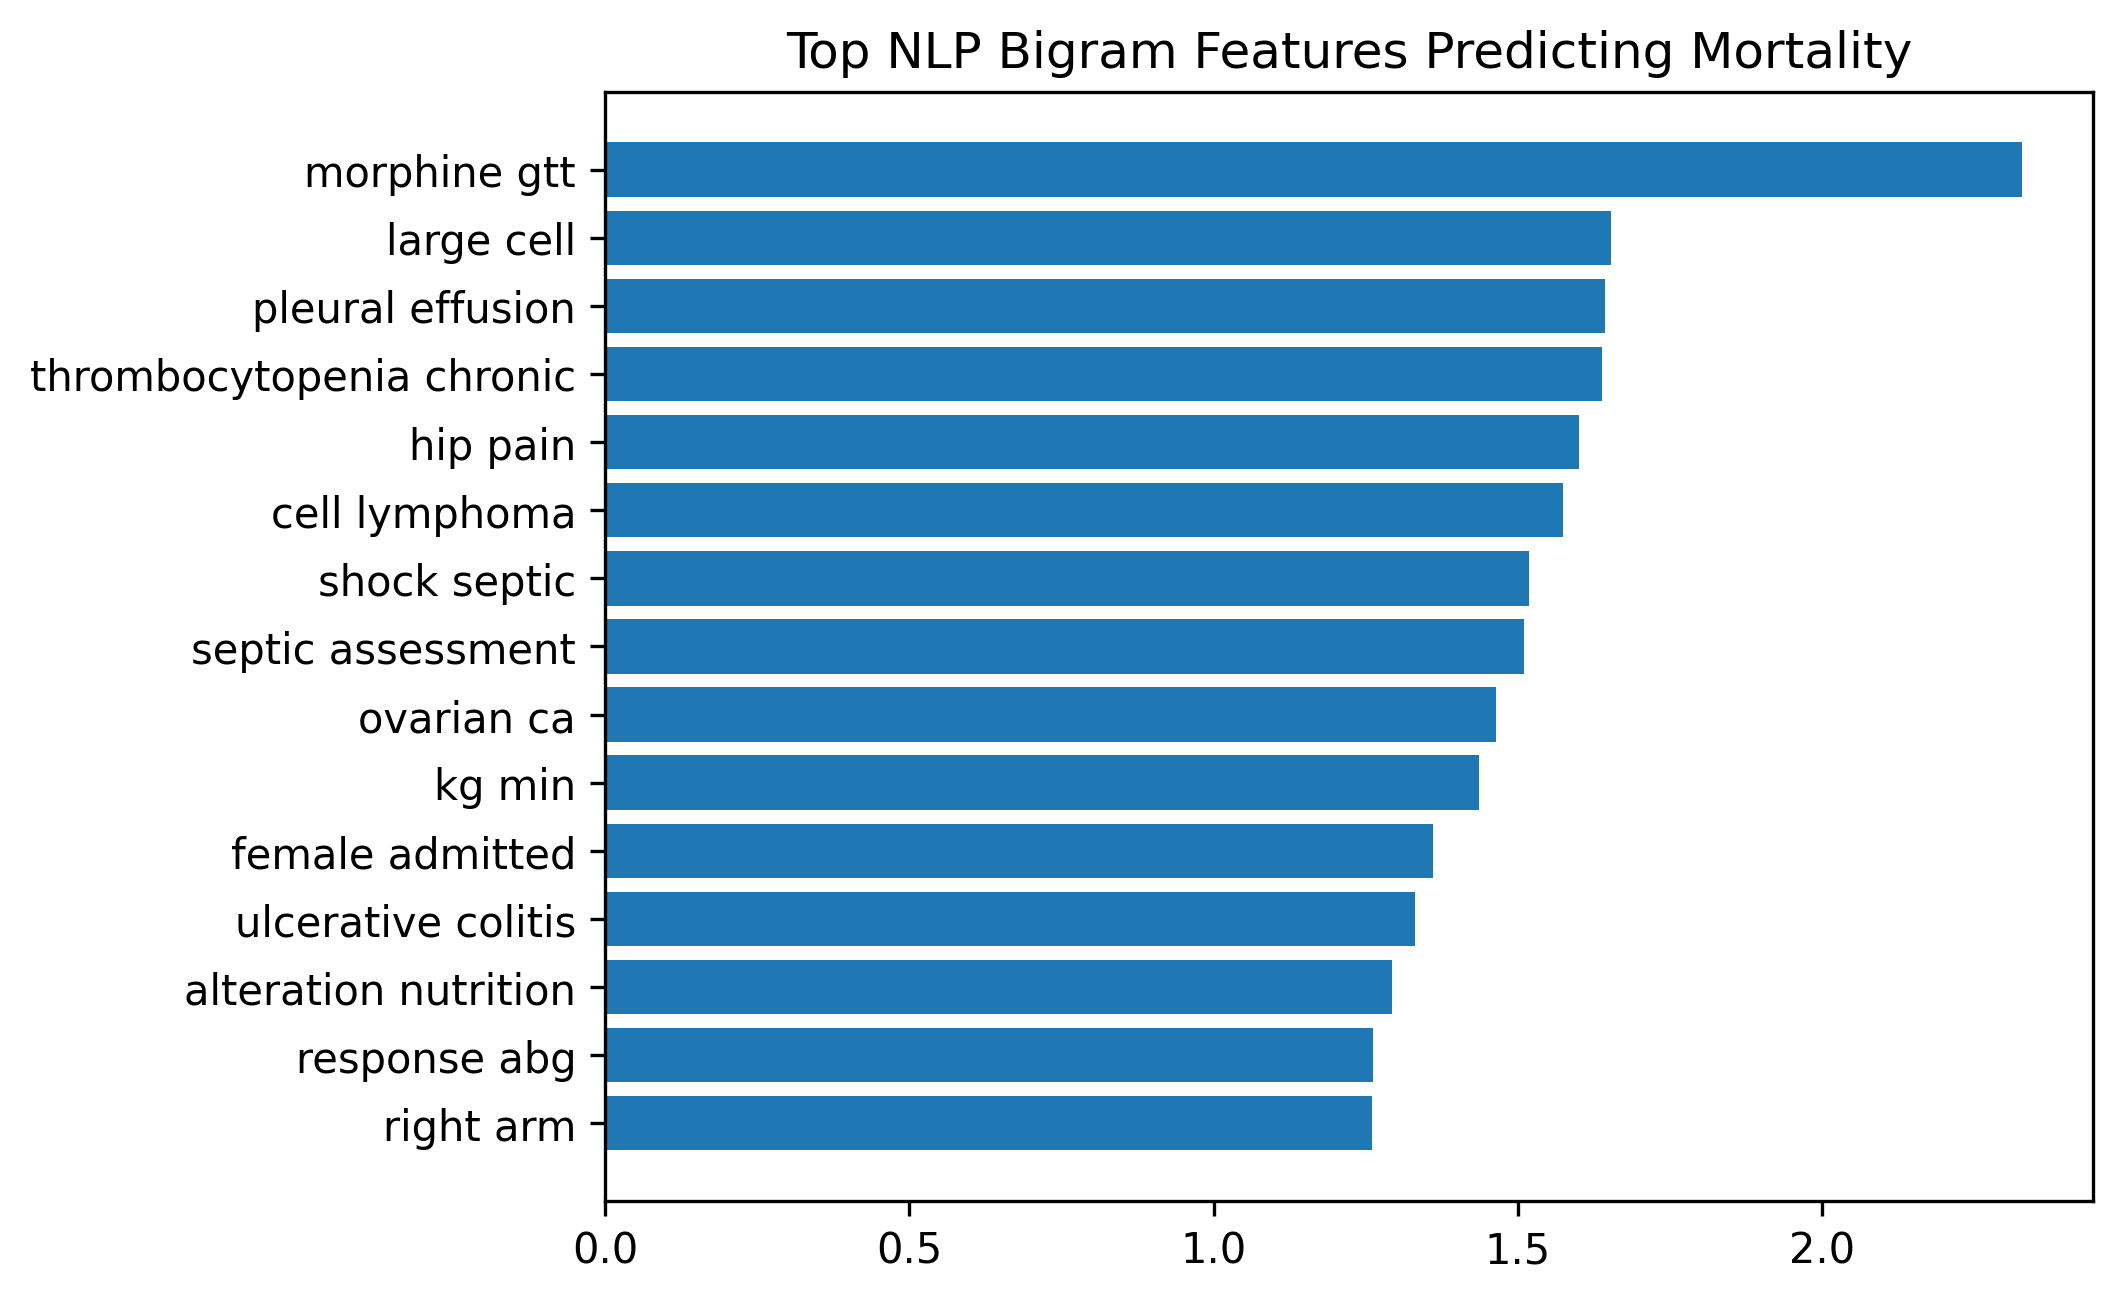 Top NLP Bigram Features Predicting Mortality
morphine gtt
large cell
pleural effusion
thrombocytopenia chronic
hip pain
cell lymphoma
shock septic
septic assessment
ovarian ca
kg min
female admitted
ulcerative colitis
alteration nutrition
response abg
right arm
0.0 0.5 1.0 1.5 2.0